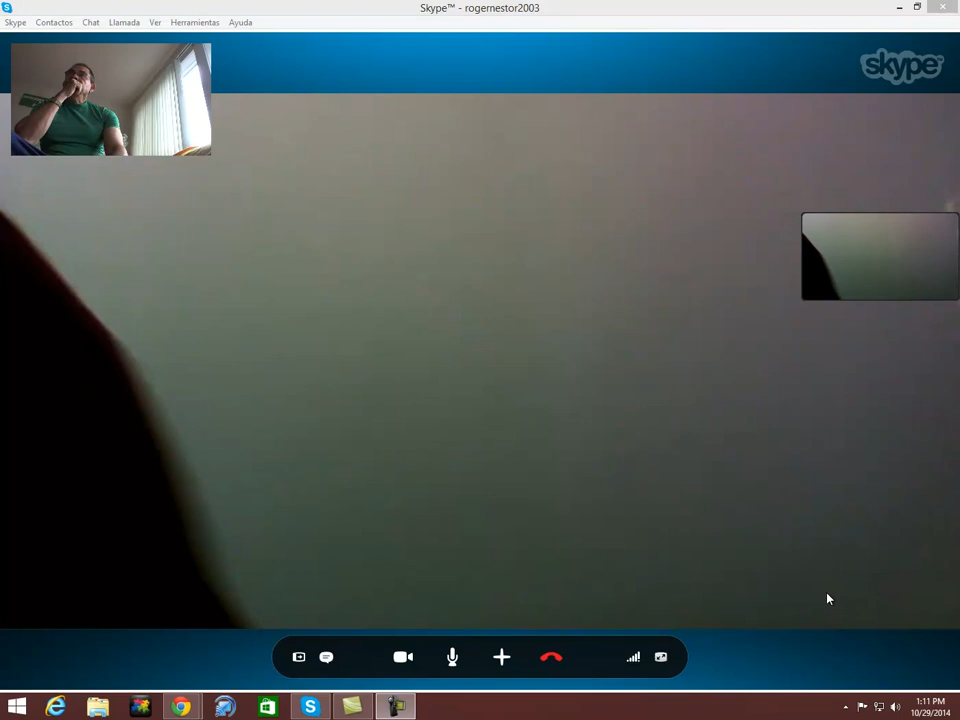 Skype™ - rogernestor2003
Skype Contactos Chat Llamada Ver Herramientas Ayuda
skype
1:11 PM
10/29/2014